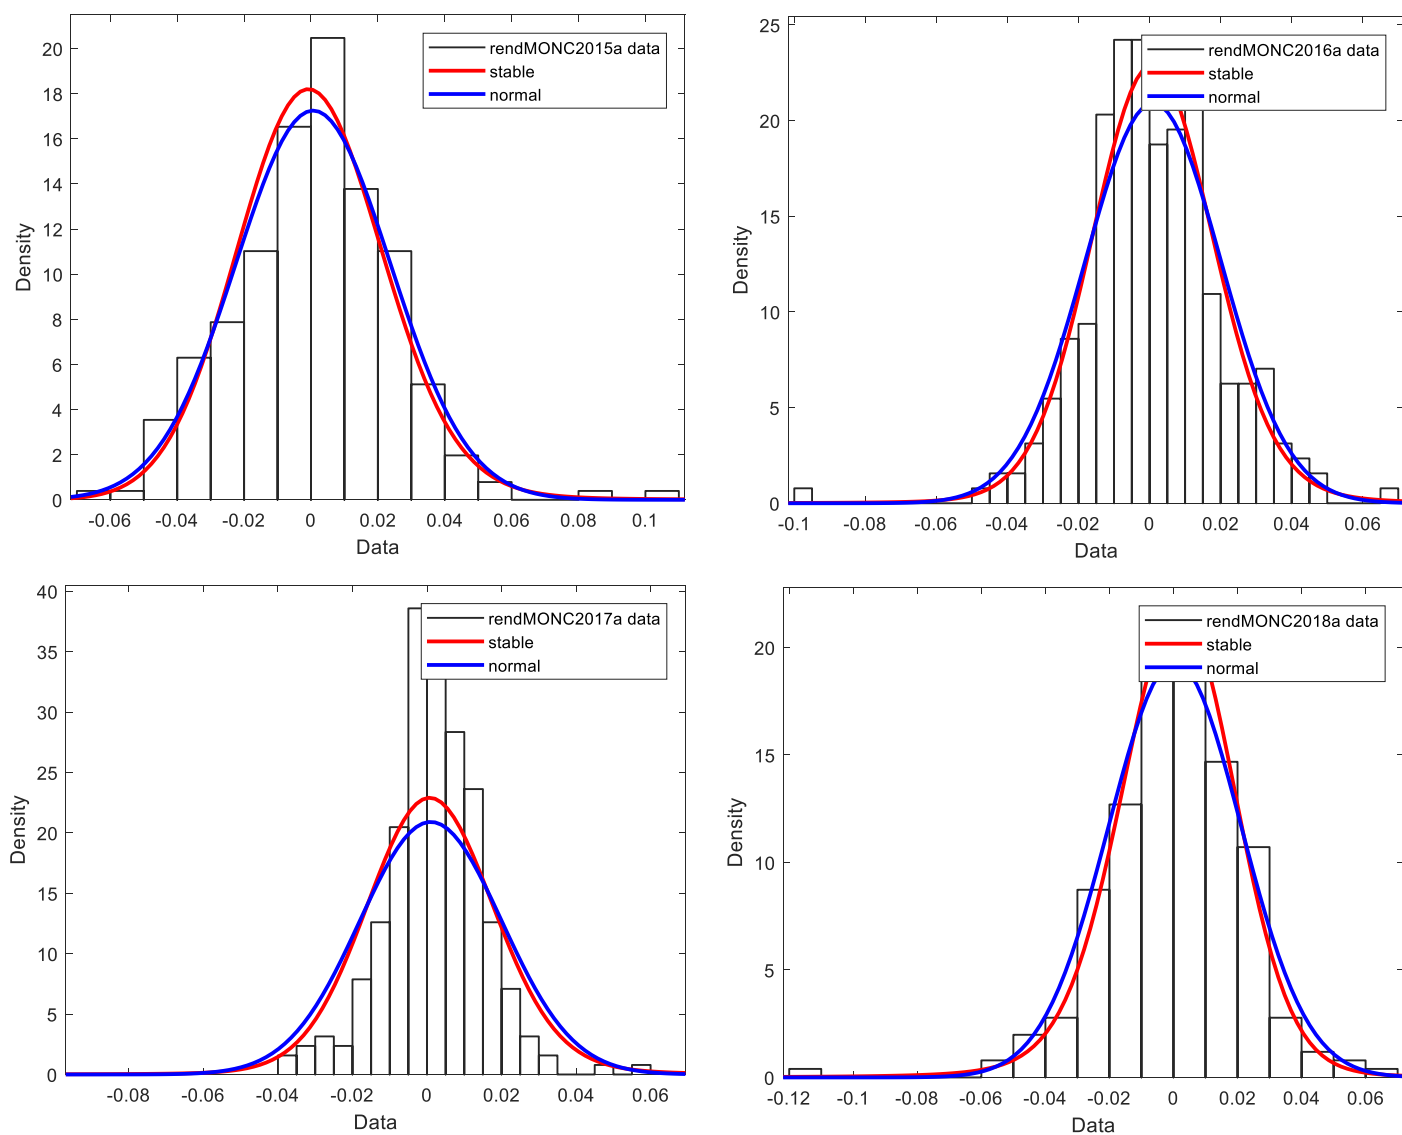 rendMONC2015a data
stable
normal
20
18
16
14
12
10
8
6
4
2
0
Density
-0.06 -0.04 -0.02 0 0.02 0.04 0.06 0.08 0.1
Data
rendMONC2016a data
stable
normal
25
20
15
10
5
0
Density
-0.1 -0.08 -0.06 -0.04 -0.02 0 0.02 0.04 0.06
Data
rendMONC2017a data
stable
normal
40
35
30
25
20
15
10
5
0
Density
-0.08 -0.06 -0.04 -0.02 0 0.02 0.04 0.06
Data
rendMONC2018a data
stable
normal
20
15
10
5
0
Density
-0.12 -0.1 -0.08 -0.06 -0.04 -0.02 0 0.02 0.04 0.06
Data